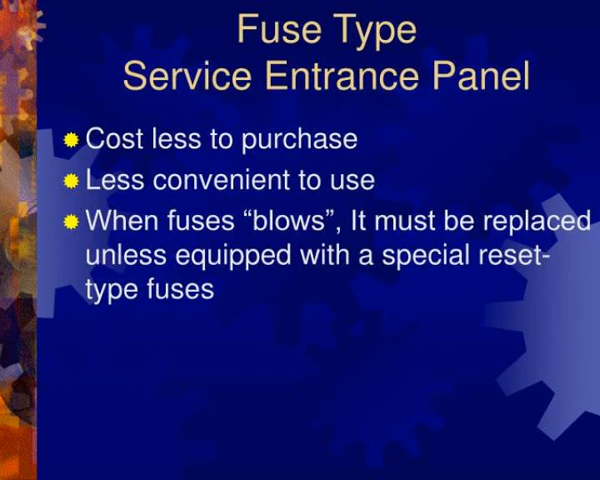 Fuse Type
Service Entrance Panel
Cost less to purchase
Less convenient to use
When fuses “blows”, It must be replaced
unless equipped with a special reset-
type fuses